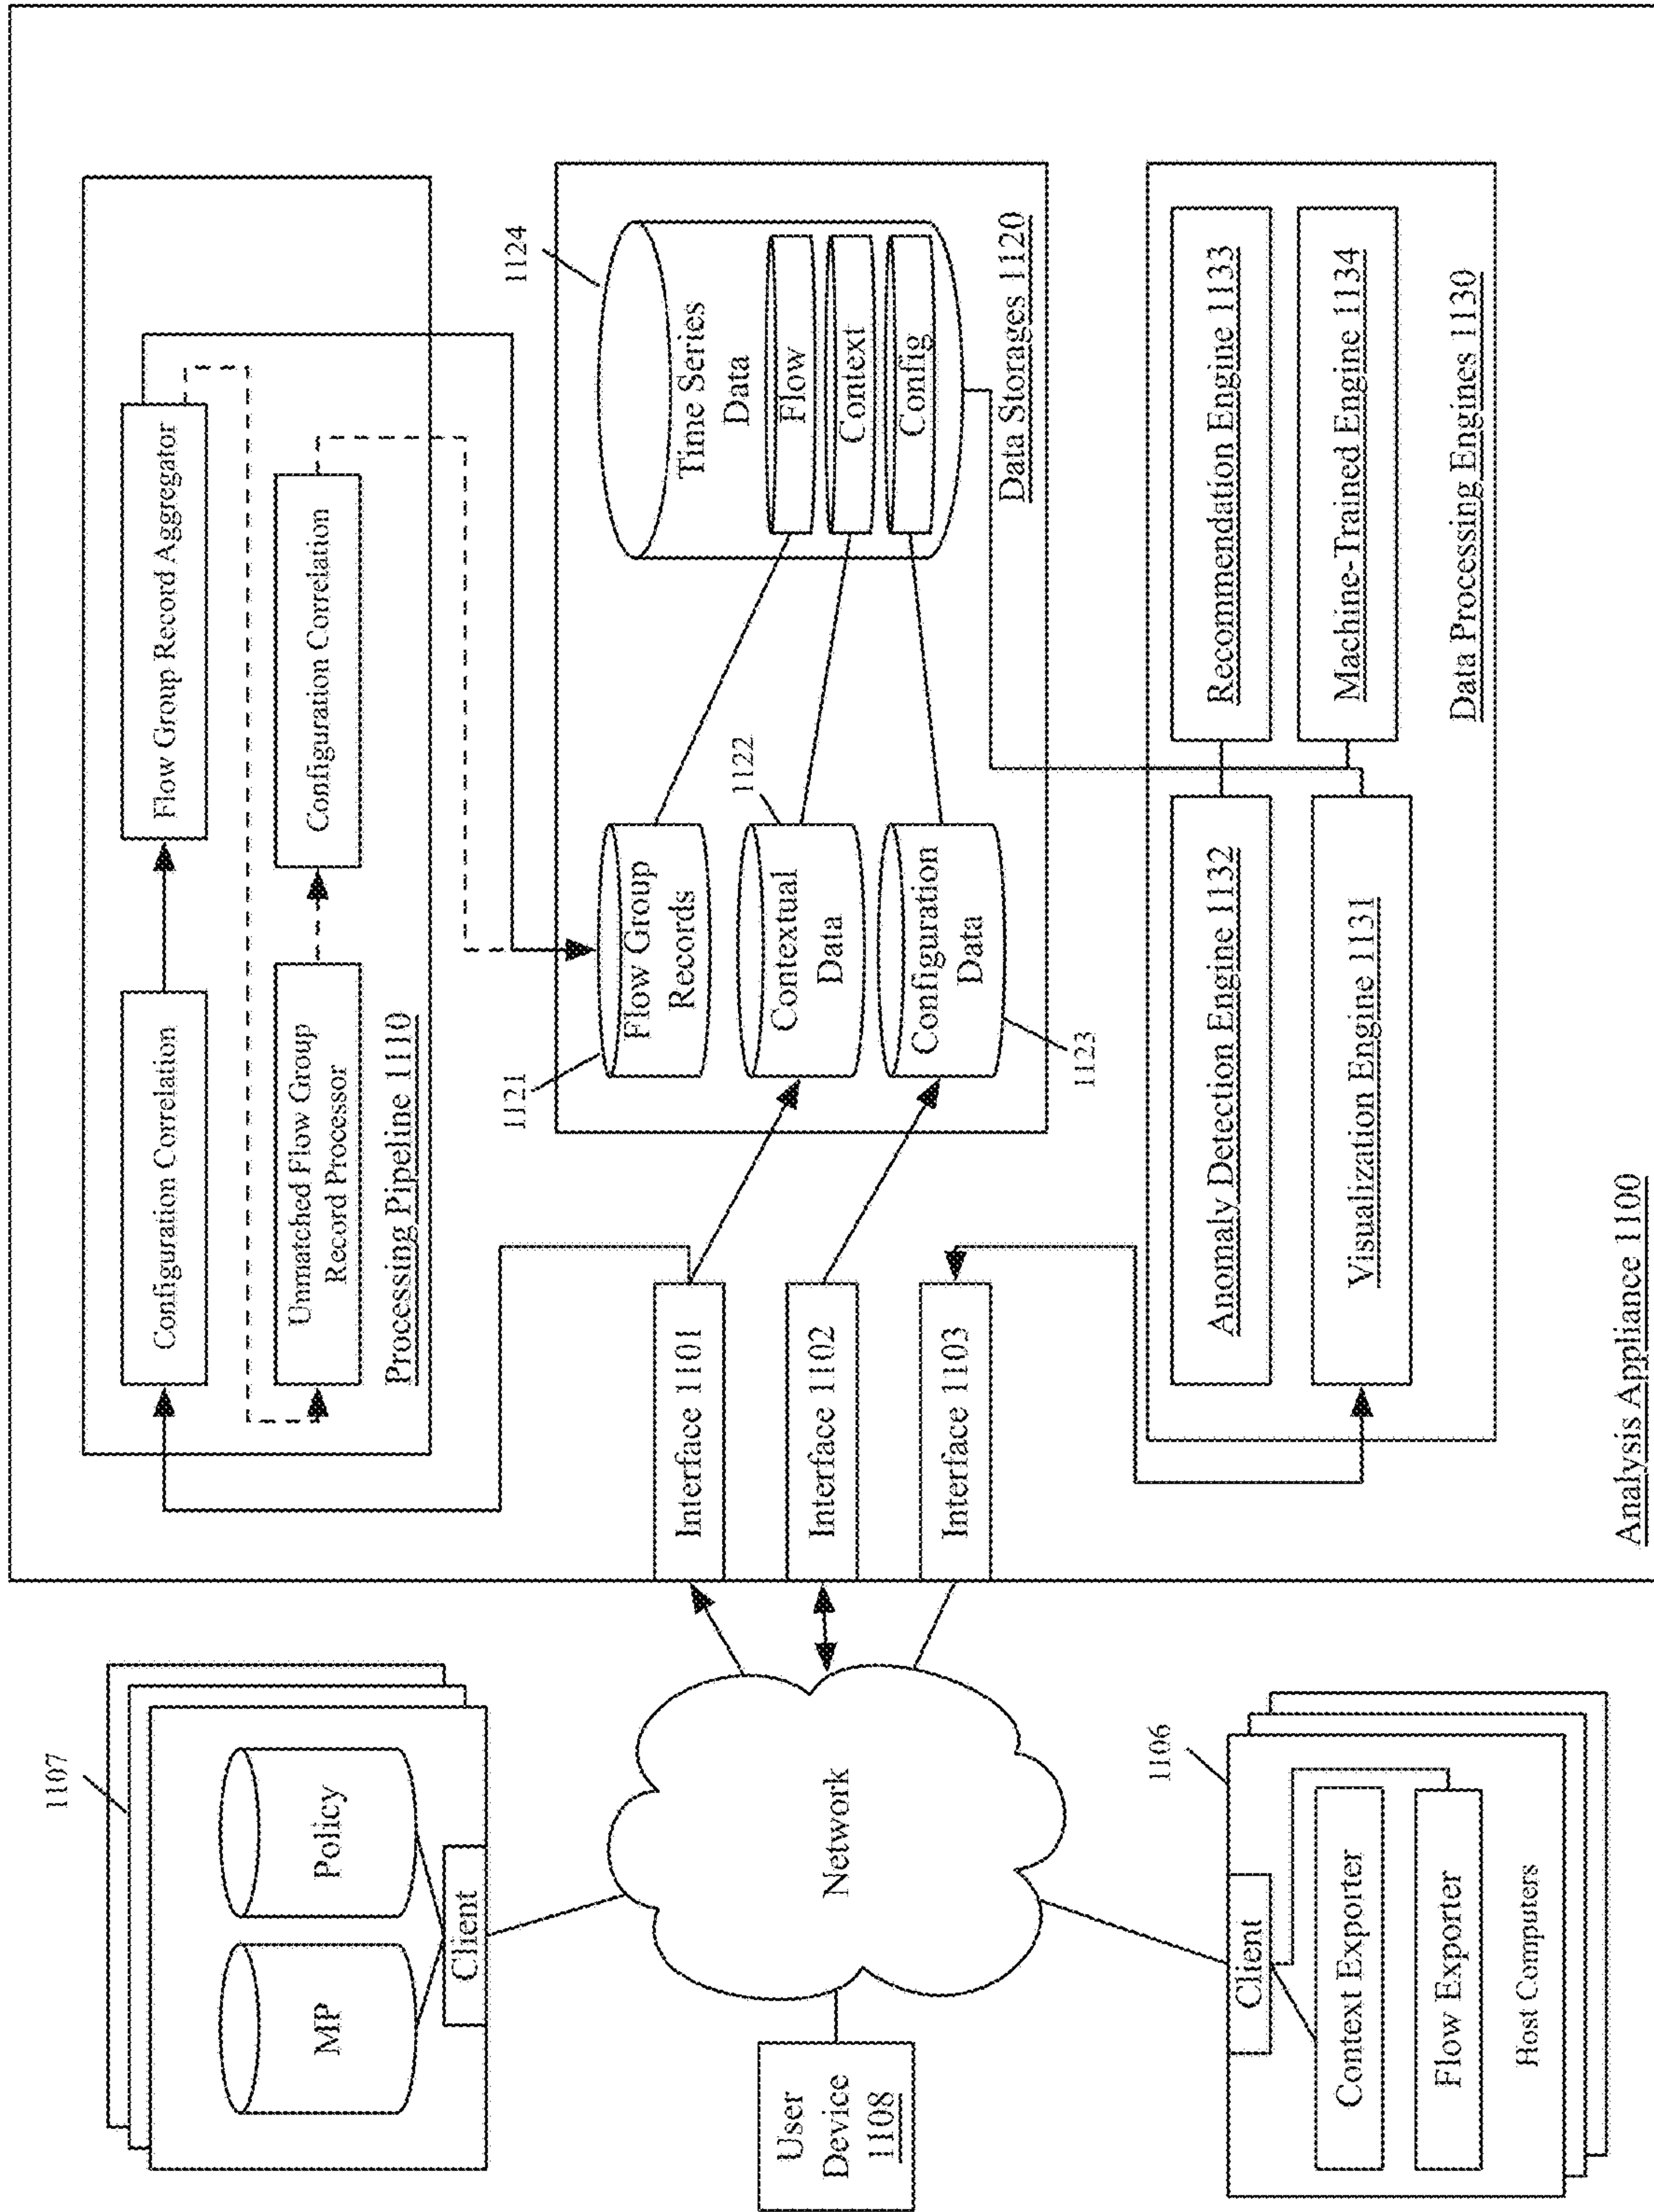 1107
MP
Policy
Client
User
Device
1108
Network
1106
Client
Context Exporter
Flow Exporter
Host Computers
Configuration Correlation
Flow Group Record Aggregator
Unmatched Flow Group
Record Processor
Configuration Correlation
Processing Pipeline 1110
Interface 1101
Interface 1102
Interface 1103
1121
Flow Group
Records
1122
Contextual
Data
Configuration
Data
1123
1124
Time Series
Data
Flow
Context
Config
Data Storages 1120
Anomaly Detection Engine 1132
Recommendation Engine 1133
Visualization Engine 1131
Machine-Trained Engine 1134
Data Processing Engines 1130
Analysis Appliance 1100